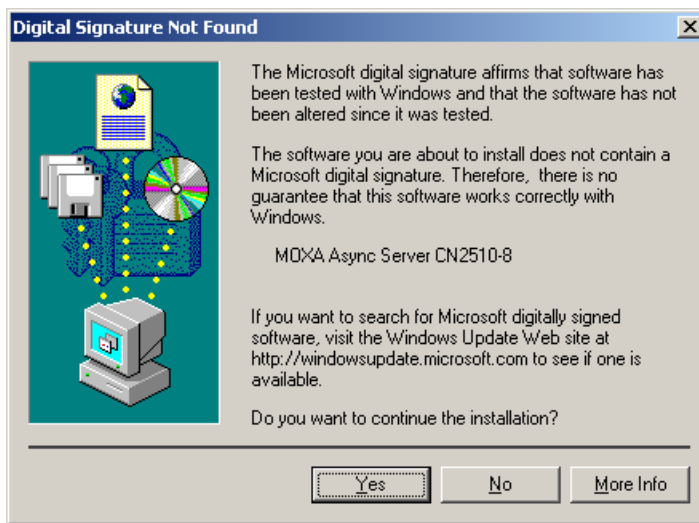 Digital Signature Not Found
The Microsoft digital signature affirms that software has
been tested with Windows and that the software has not
been altered since it was tested.
The software you are about to install does not contain a
Microsoft digital signature. Therefore, there is no
guarantee that this software works correctly with
Windows.
MOXA Async Server CN2510-8
If you want to search for Microsoft digitally signed
software, visit the Windows Update Web site at
http://windowsupdate.microsoft.com to see if one is
available.
Do you want to continue the installation?
Yes No More Info